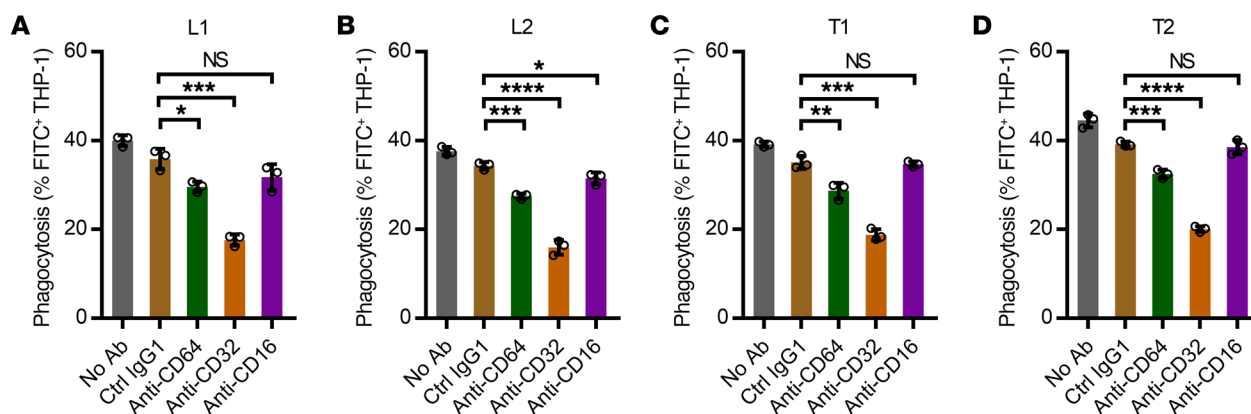 A
L1
Phagocytosis (% FITC⁺ THP-1)
60
40
20
0
NS
***
*
No Ab
Ctrl IgG1
Anti-CD64
Anti-CD32
Anti-CD16
B
L2
Phagocytosis (% FITC⁺ THP-1)
60
40
20
0
*
****
***
No Ab
Ctrl IgG1
Anti-CD64
Anti-CD32
Anti-CD16
C
T1
Phagocytosis (% FITC⁺ THP-1)
60
40
20
0
NS
***
**
No Ab
Ctrl IgG1
Anti-CD64
Anti-CD32
Anti-CD16
D
T2
Phagocytosis (% FITC⁺ THP-1)
60
40
20
0
NS
****
***
No Ab
Ctrl IgG1
Anti-CD64
Anti-CD32
Anti-CD16